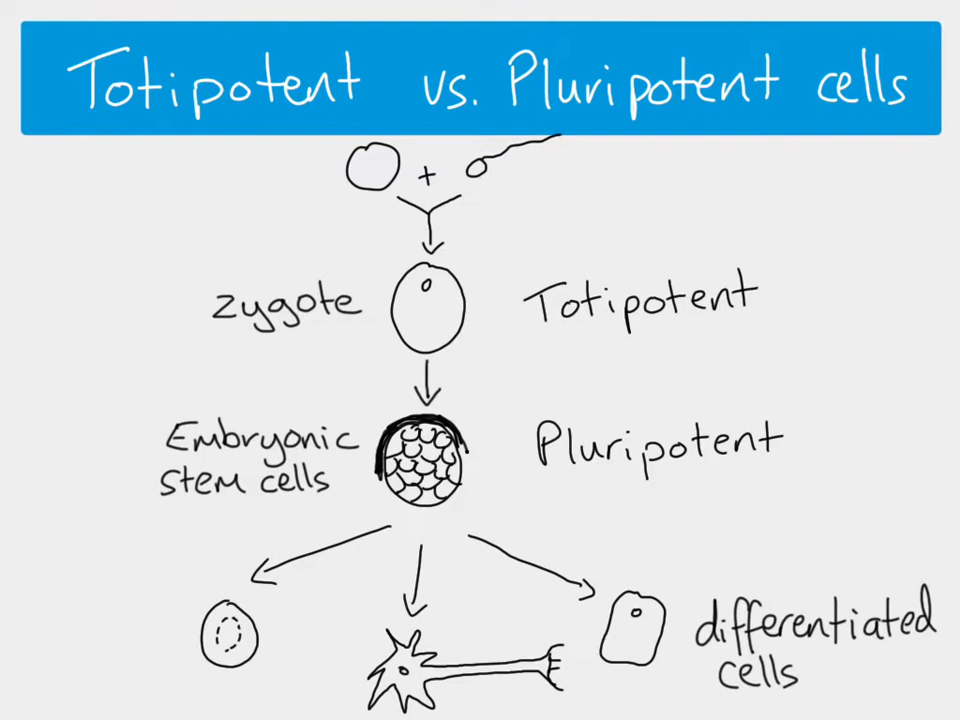 Totipotent vs. Pluripotent cells
+
zygote
Totipotent
Embryonic
stem cells
Pluripotent
differentiated
cells